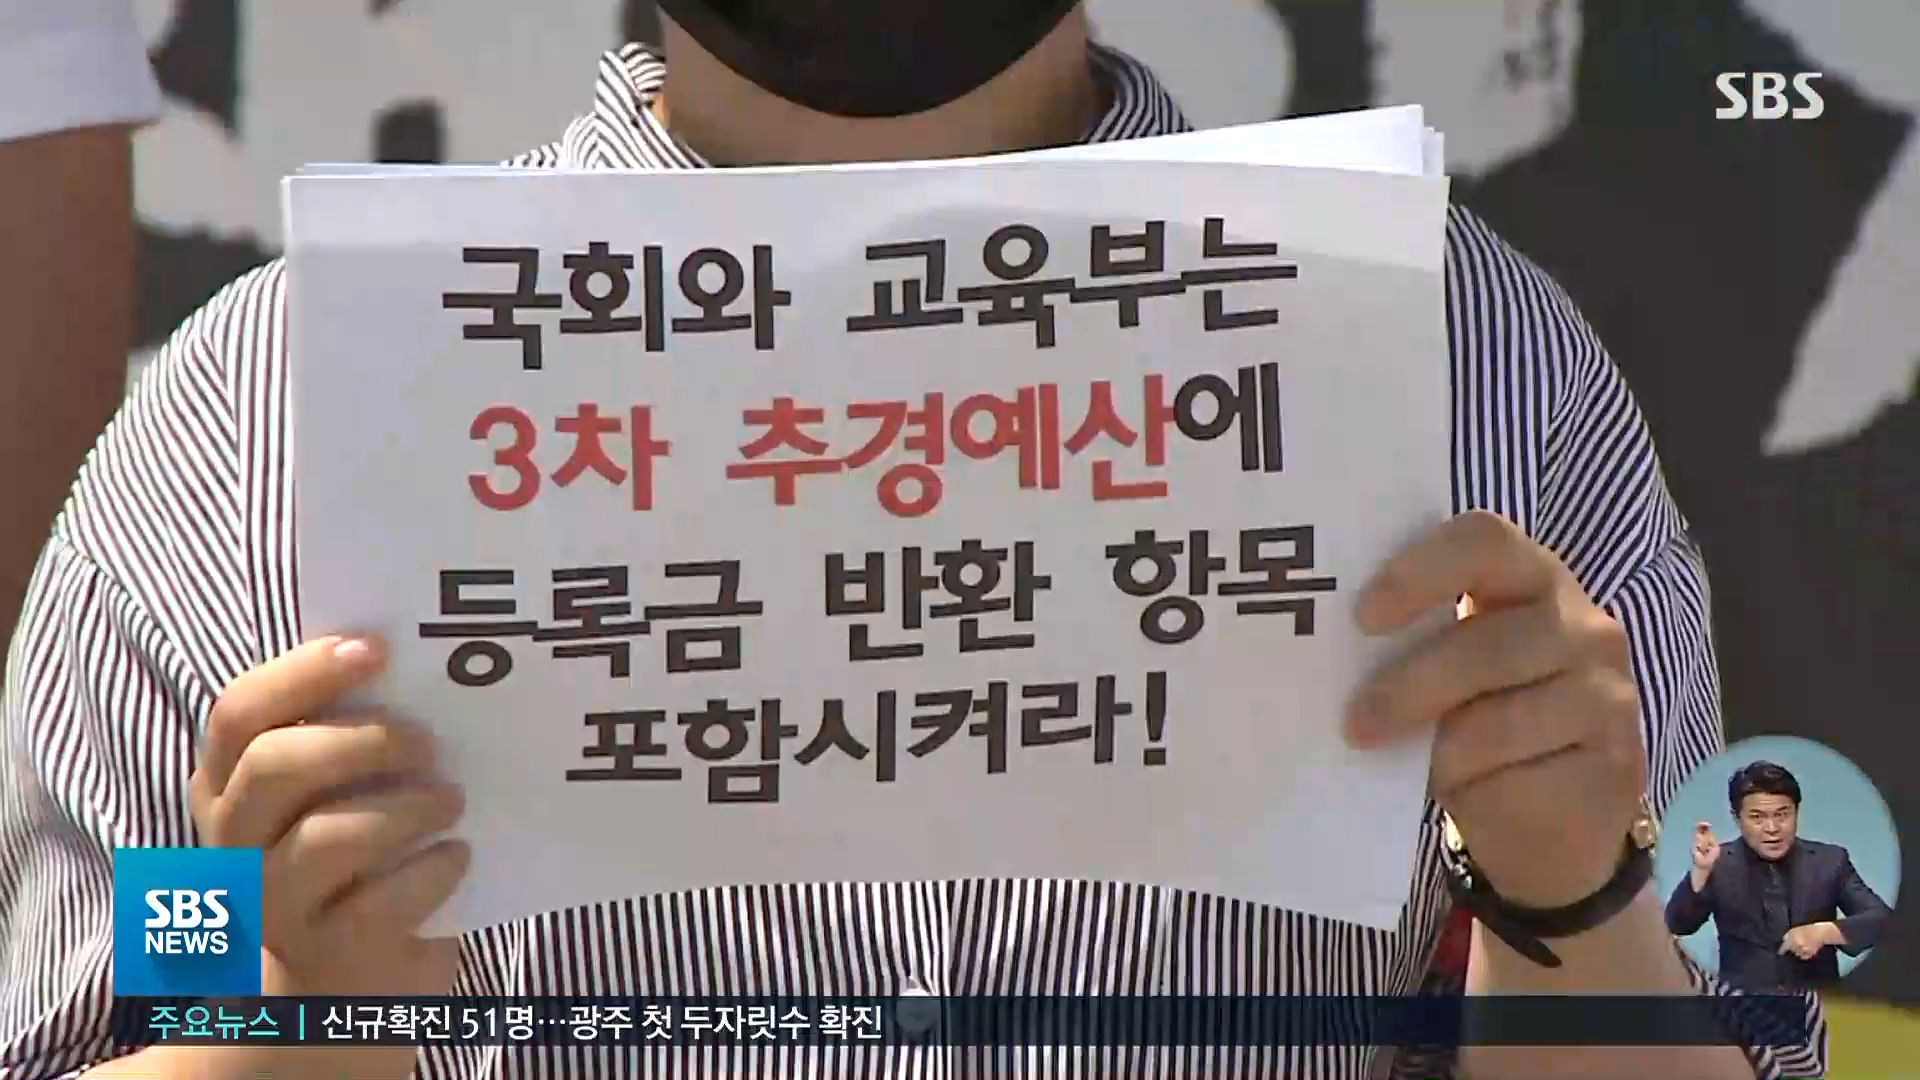 SBS
국회와 교육부는
3차 추경예산에
등록금 반환 항목
포함시켜라!
SBS
NEWS
주요뉴스 | 신규확진 51명…광주 첫 두자릿수 확진